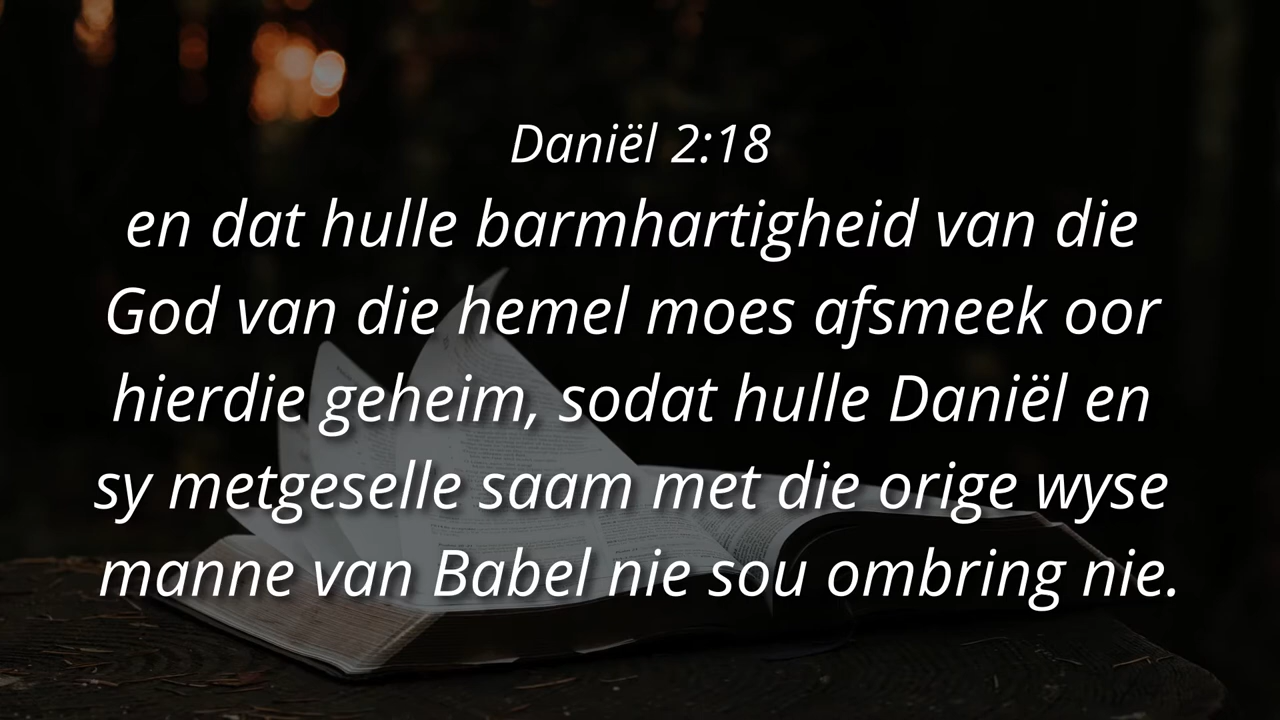 Daniël 2:18
en dat hulle barmhartigheid van die
God van die hemel moes afsmeek oor
hierdie geheim, sodat hulle Daniël en
sy metgeselle saam met die orige wyse
manne van Babel nie sou ombring nie.